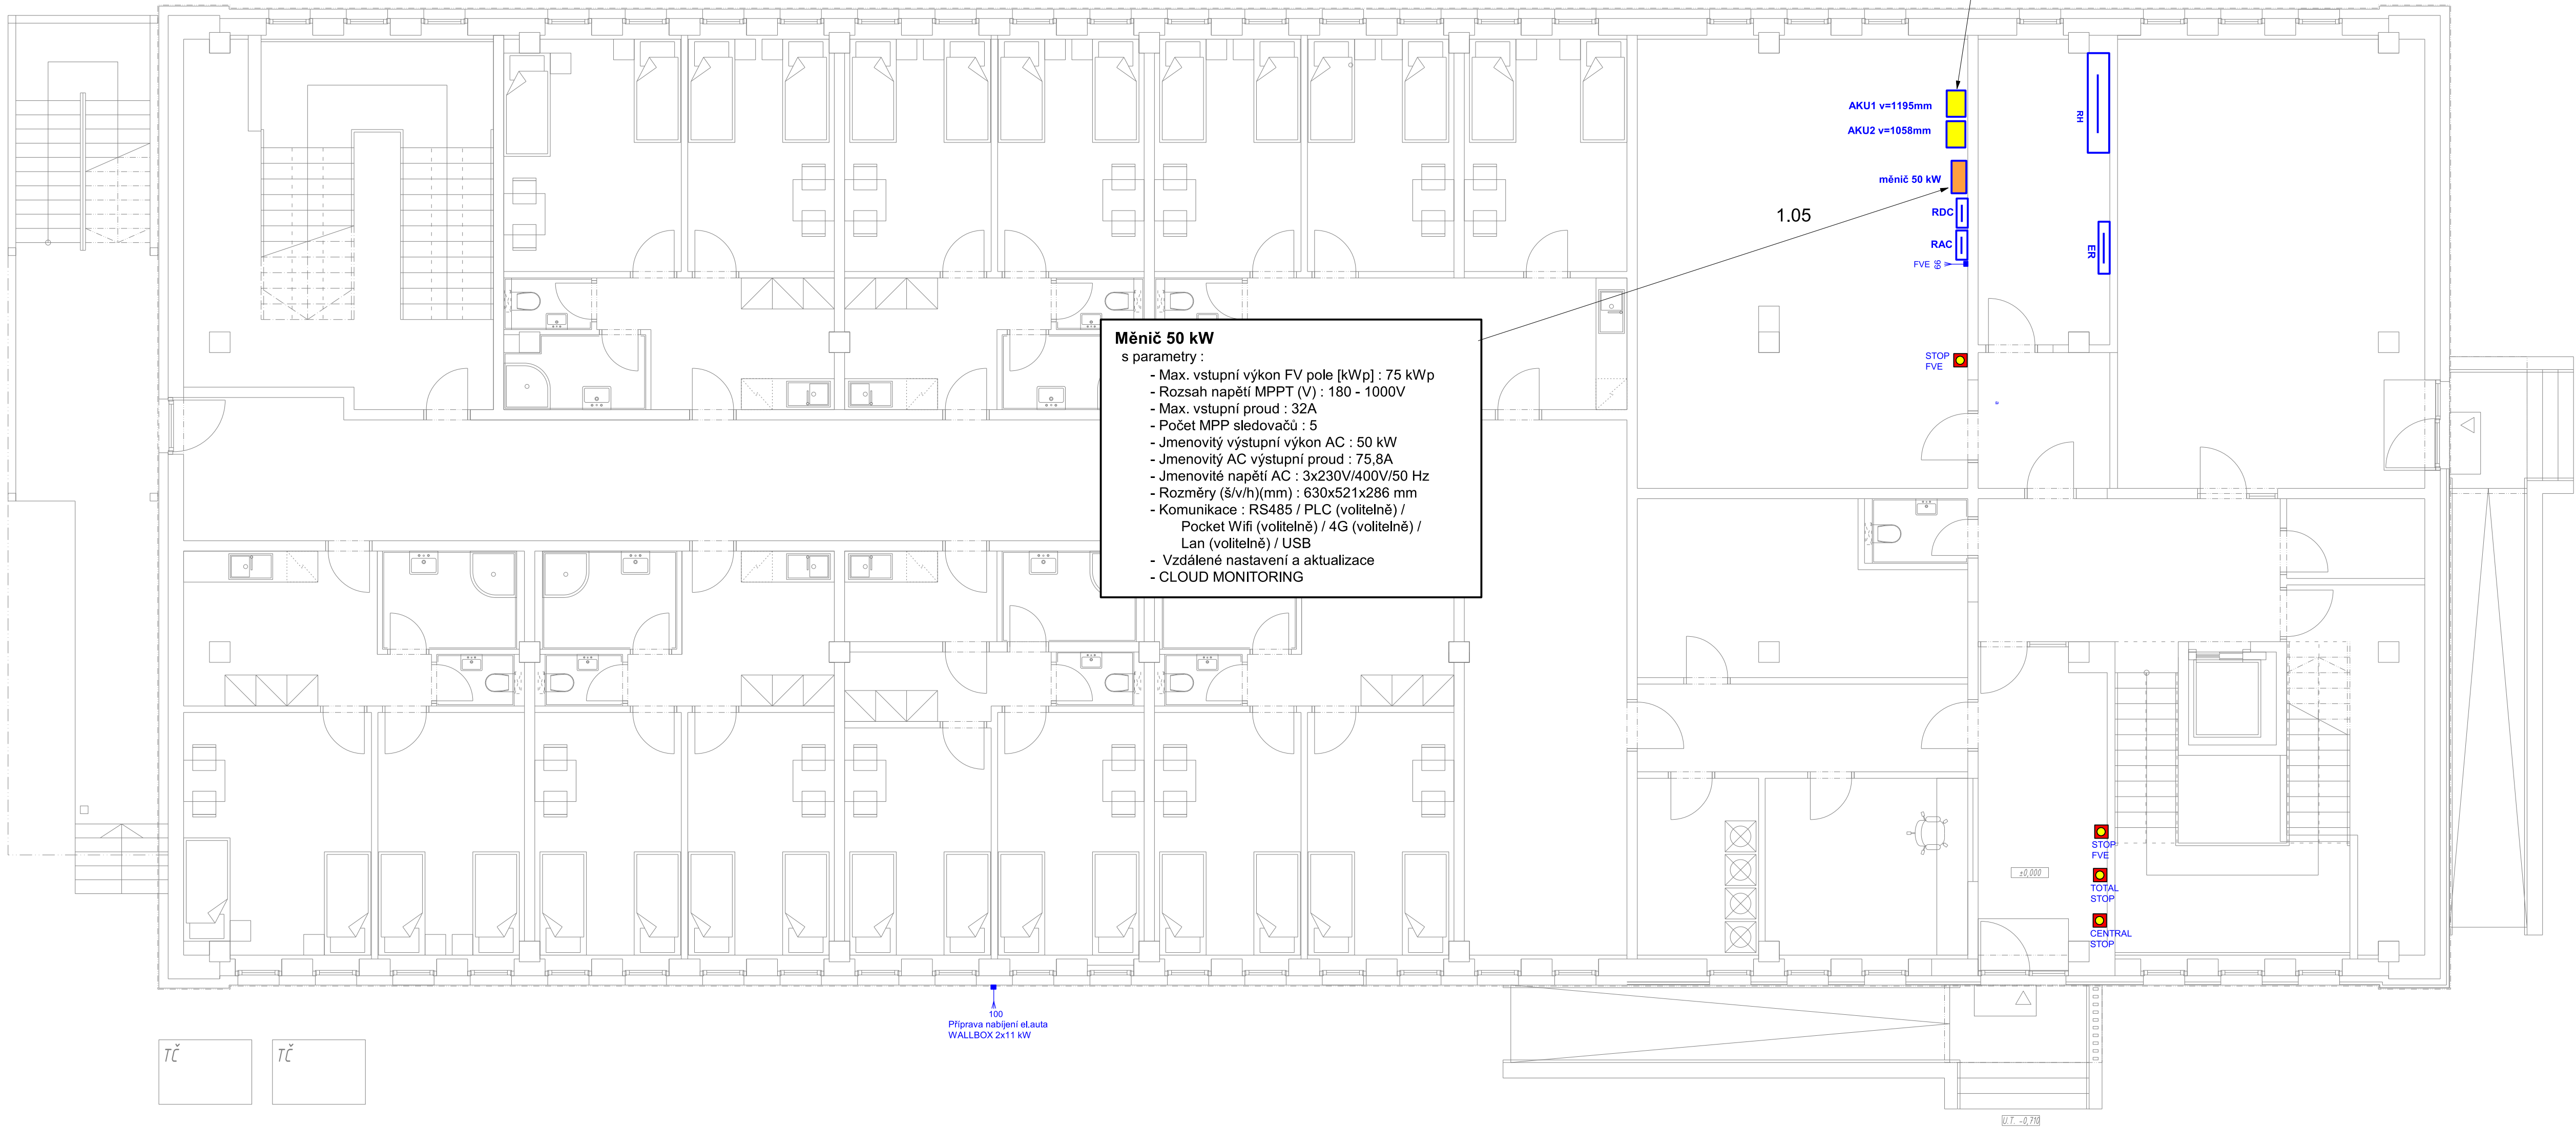 AKU1 v=1195mm
AKU2 v=1058mm
měnič 50 kW
RDC
RAC
FVE 99
RH
ER
1.05
STOP
FVE
Měnič 50 kW
s parametry :
- Max. vstupní výkon FV pole [kWp] : 75 kWp
- Rozsah napětí MPPT (V) : 180 - 1000V
- Max. vstupní proud : 32A
- Počet MPP sledovačů : 5
- Jmenovitý výstupní výkon AC : 50 kW
- Jmenovitý AC výstupní proud : 75,8A
- Jmenovité napětí AC : 3x230V/400V/50 Hz
- Rozměry (š/v/h)(mm) : 630x521x286 mm
- Komunikace : RS485 / PLC (volitelně) /
Pocket Wifi (volitelně) / 4G (volitelně) /
Lan (volitelně) / USB
- Vzdálené nastavení a aktualizace
- CLOUD MONITORING
STOP
FVE
±0,000
TOTAL
STOP
CENTRAL
STOP
100
Příprava nabíjení el.auta
WALLBOX 2x11 kW
TČ
TČ
U.T. -0,710